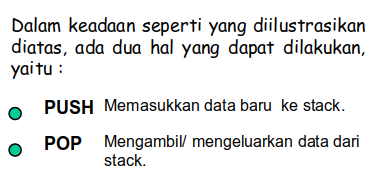 Dalam keadaan seperti yang diilustrasikan
diatas, ada dua hal yang dapat dilakukan,
yaitu :
PUSH Memasukkan data baru ke stack.
POP Mengambil/ mengeluarkan data dari
stack.